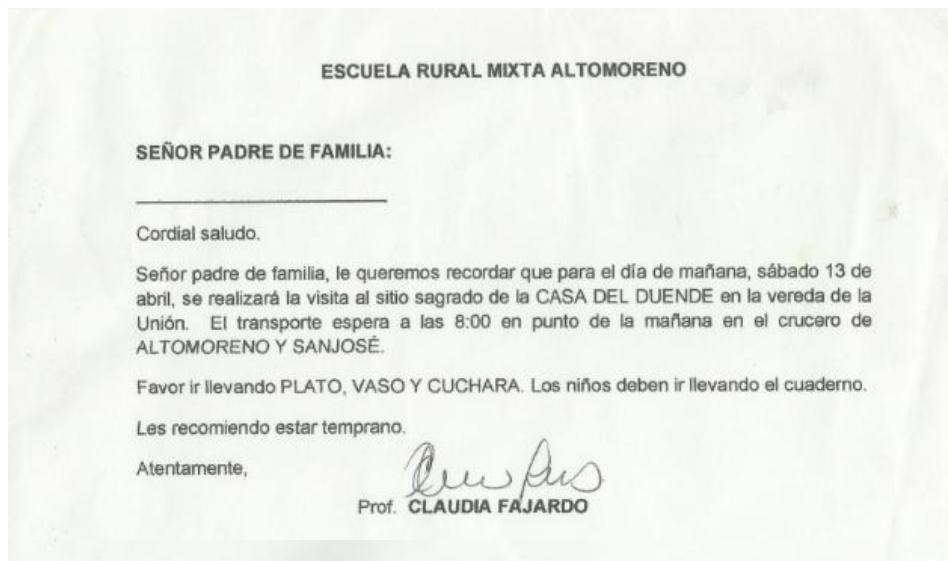 ESCUELA RURAL MIXTA ALTOMORENO
SEÑOR PADRE DE FAMILIA:
Cordial saludo.
Señor padre de familia, le queremos recordar que para el día de mañana, sábado 13 de
abril, se realizará la visita al sitio sagrado de la CASA DEL DUENDE en la vereda de la
Unión. El transporte espera a las 8:00 en punto de la mañana en el crucero de
ALTOMORENO Y SANJOSÉ.
Favor ir llevando PLATO, VASO Y CUCHARA. Los niños deben ir llevando el cuaderno.
Les recomiendo estar temprano.
Atentamente,
Prof. CLAUDIA FAJARDO